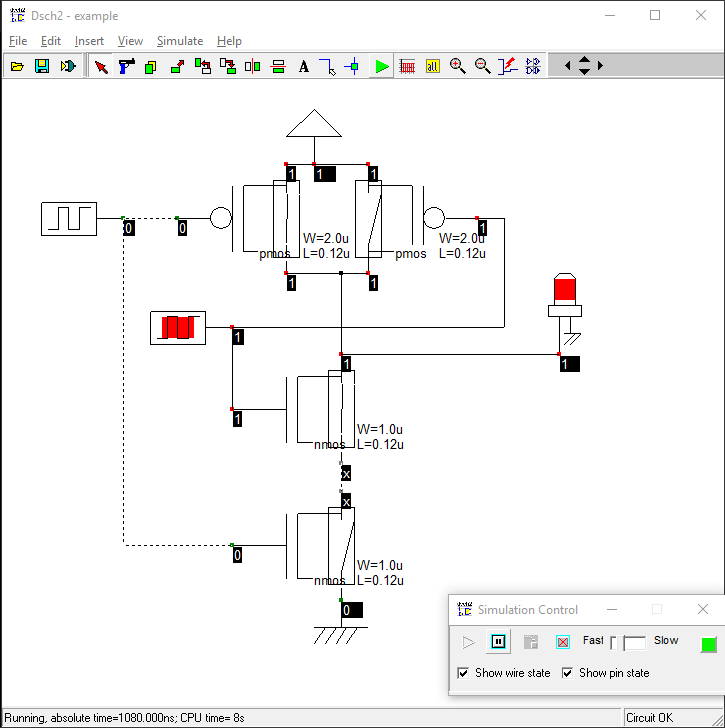 Dsch2 - example
File Edit Insert View Simulate Help
A all
1 1 1
0 0 1
W=2.0u W=2.0u
pmos L=0.12u pmos L=0.12u
1 1
1
1 1
1
W=1.0u
nmos L=0.12u
x
x
0
W=1.0u
nmos L=0.12u
0
Simulation Control
Fast Slow
Show wire state Show pin state
Running, absolute time=1080.000ns; CPU time= 8s Circuit OK